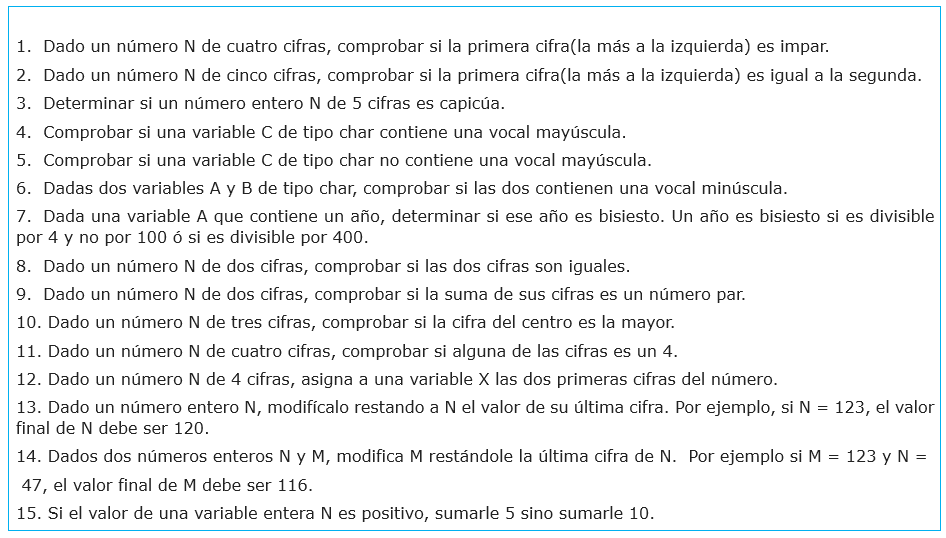 1.  Dado un número N de cuatro cifras, comprobar si la primera cifra(la más a la izquierda) es impar.
2.  Dado un número N de cinco cifras, comprobar si la primera cifra(la más a la izquierda) es igual a la segunda.
3.  Determinar si un número entero N de 5 cifras es capicúa.
4.  Comprobar si una variable C de tipo char contiene una vocal mayúscula.
5.  Comprobar si una variable C de tipo char no contiene una vocal mayúscula.
6.  Dadas dos variables A y B de tipo char, comprobar si las dos contienen una vocal minúscula.
7.  Dada una variable A que contiene un año, determinar si ese año es bisiesto. Un año es bisiesto si es divisible
por 4 y no por 100 ó si es divisible por 400.
8.  Dado un número N de dos cifras, comprobar si las dos cifras son iguales.
9.  Dado un número N de dos cifras, comprobar si la suma de sus cifras es un número par.
10. Dado un número N de tres cifras, comprobar si la cifra del centro es la mayor.
11. Dado un número N de cuatro cifras, comprobar si alguna de las cifras es un 4.
12. Dado un número N de 4 cifras, asigna a una variable X las dos primeras cifras del número.
13. Dado un número entero N, modifícalo restando a N el valor de su última cifra. Por ejemplo, si N = 123, el valor
final de N debe ser 120.
14. Dados dos números enteros N y M, modifica M restándole la última cifra de N.  Por ejemplo si M = 123 y N =
47, el valor final de M debe ser 116.
15. Si el valor de una variable entera N es positivo, sumarle 5 sino sumarle 10.